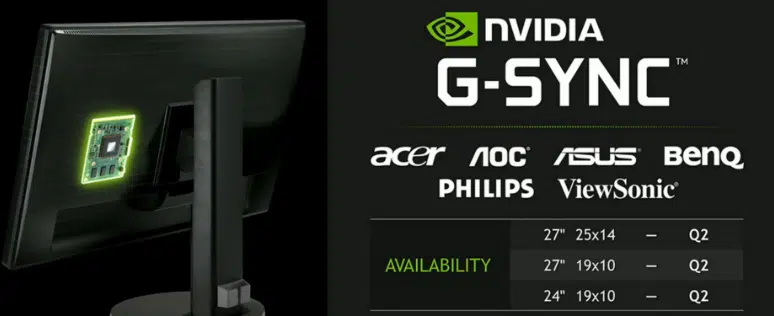 NVIDIA
G-SYNC™
acer AOC ASUS BenQ
PHILIPS ViewSonic®
AVAILABILITY
27" 25x14 – Q2
27" 19x10 – Q2
24" 19x10 – Q2